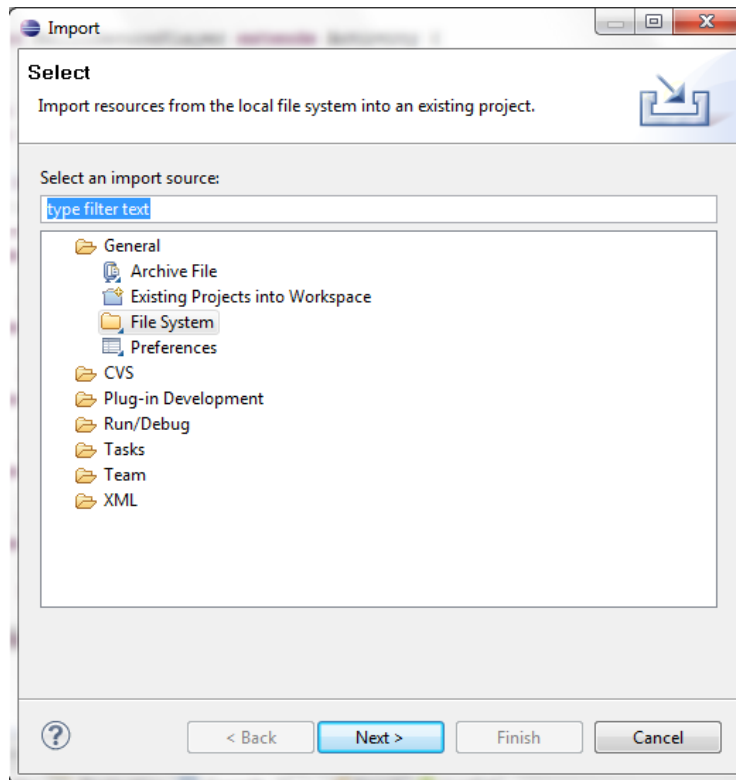 Import
Select
Import resources from the local file system into an existing project.
Select an import source:
type filter text
General
Archive File
Existing Projects into Workspace
File System
Preferences
CVS
Plug-in Development
Run/Debug
Tasks
Team
XML
< Back Next > Finish Cancel